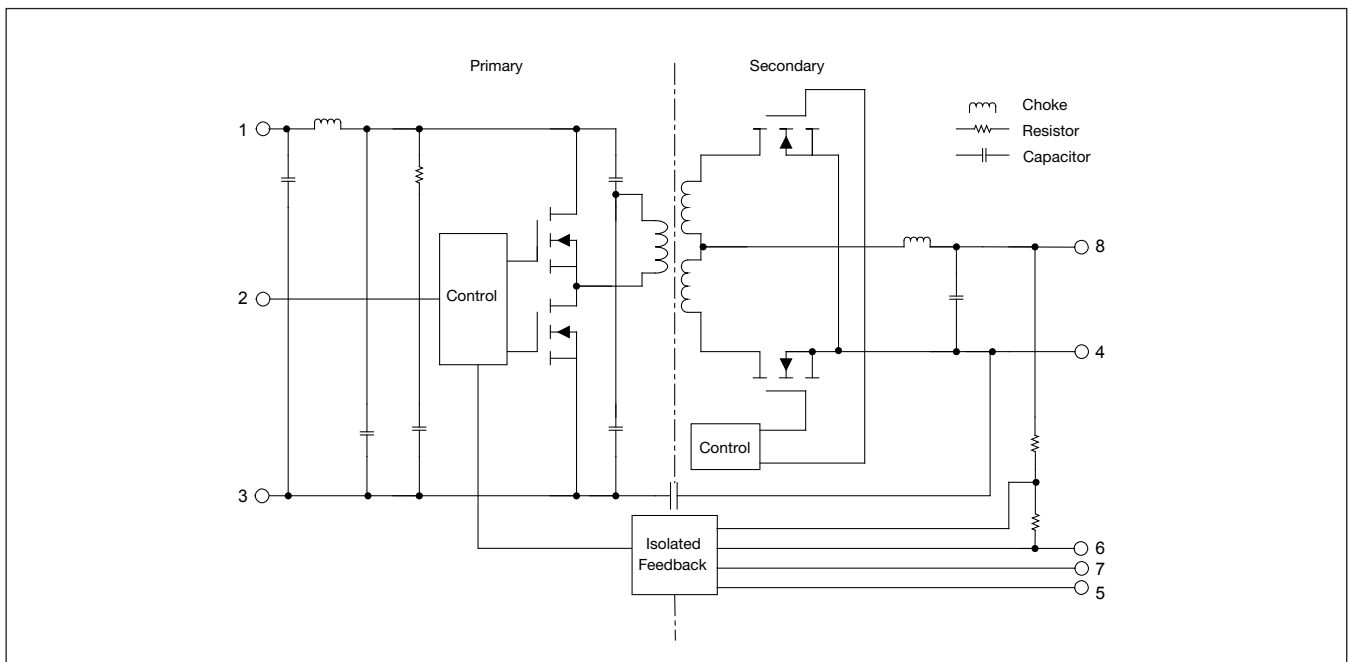 Primary
Secondary
Choke
Resistor
Capacitor
1
2
Control
8
4
Control
3
Isolated
Feedback
6
7
5